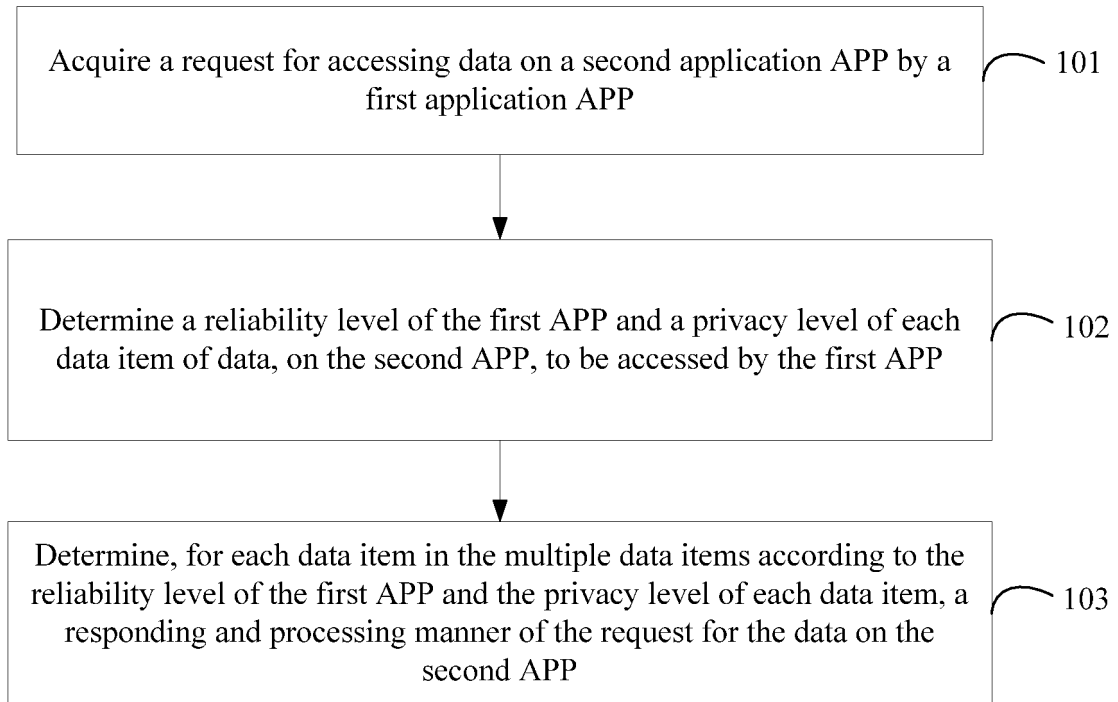 Acquire a request for accessing data on a second application APP by a
first application APP
101
Determine a reliability level of the first APP and a privacy level of each
data item of data, on the second APP, to be accessed by the first APP
102
Determine, for each data item in the multiple data items according to the
reliability level of the first APP and the privacy level of each data item, a
responding and processing manner of the request for the data on the
second APP
103